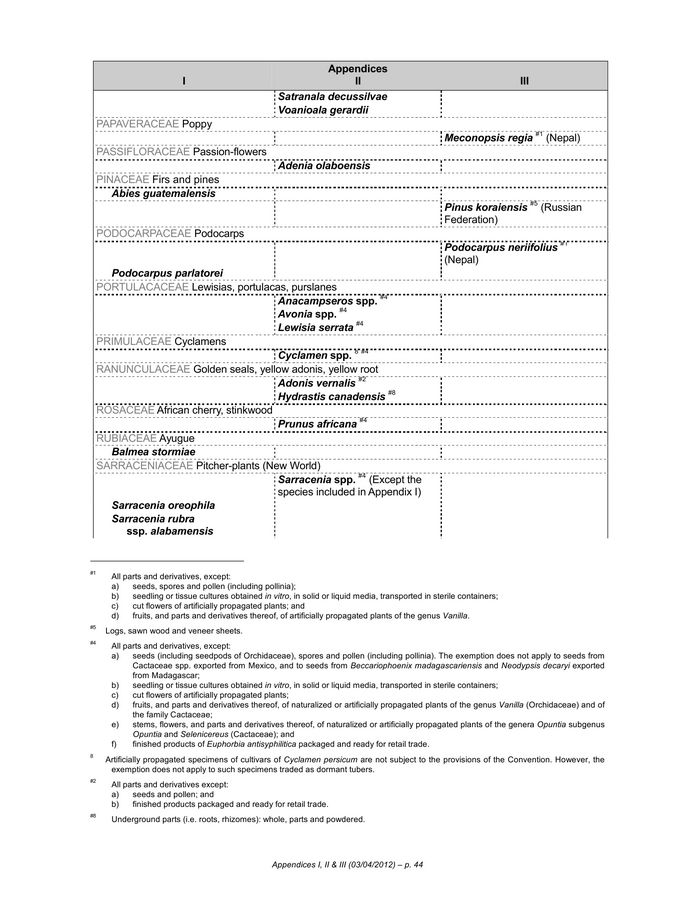 Appendices
I II III
Satranala decussilvae
Voanioala gerardii
PAPAVERACEAE Poppy
Meconopsis regia #1 (Nepal)
PASSIFLORACEAE Passion-flowers
Adenia olaboensis
PINACEAE Firs and pines
Abies guatemalensis
Pinus koraiensis #5 (Russian
Federation)
PODOCARPACEAE Podocarps
Podocarpus neriifolius #1
(Nepal)
Podocarpus parlatorei
PORTULACACEAE Lewisias, portulacas, purslanes
Anacampseros spp. #4
Avonia spp. #4
Lewisia serrata #4
PRIMULACEAE Cyclamens
Cyclamen spp. 8 #4
RANUNCULACEAE Golden seals, yellow adonis, yellow root
Adonis vernalis #2
Hydrastis canadensis #8
ROSACEAE African cherry, stinkwood
Prunus africana #4
RUBIACEAE Ayugue
Balmea stormiae
SARRACENIACEAE Pitcher-plants (New World)
Sarracenia spp. #4 (Except the
species included in Appendix I)
Sarracenia oreophila
Sarracenia rubra
ssp. alabamensis
#1 All parts and derivatives, except:
a) seeds, spores and pollen (including pollinia);
b) seedling or tissue cultures obtained in vitro, in solid or liquid media, transported in sterile containers;
c) cut flowers of artificially propagated plants; and
d) fruits, and parts and derivatives thereof, of artificially propagated plants of the genus Vanilla.
#5 Logs, sawn wood and veneer sheets.
#4 All parts and derivatives, except:
a) seeds (including seedpods of Orchidaceae), spores and pollen (including pollinia). The exemption does not apply to seeds from
Cactaceae spp. exported from Mexico, and to seeds from Beccariophoenix madagascariensis and Neodypsis decaryi exported
from Madagascar;
b) seedling or tissue cultures obtained in vitro, in solid or liquid media, transported in sterile containers;
c) cut flowers of artificially propagated plants;
d) fruits, and parts and derivatives thereof, of naturalized or artificially propagated plants of the genus Vanilla (Orchidaceae) and of
the family Cactaceae;
e) stems, flowers, and parts and derivatives thereof, of naturalized or artificially propagated plants of the genera Opuntia subgenus
Opuntia and Selenicereus (Cactaceae); and
f) finished products of Euphorbia antisyphilitica packaged and ready for retail trade.
8 Artificially propagated specimens of cultivars of Cyclamen persicum are not subject to the provisions of the Convention. However, the
exemption does not apply to such specimens traded as dormant tubers.
#2 All parts and derivatives except:
a) seeds and pollen; and
b) finished products packaged and ready for retail trade.
#8 Underground parts (i.e. roots, rhizomes): whole, parts and powdered.
Appendices I, II & III (03/04/2012) – p. 44